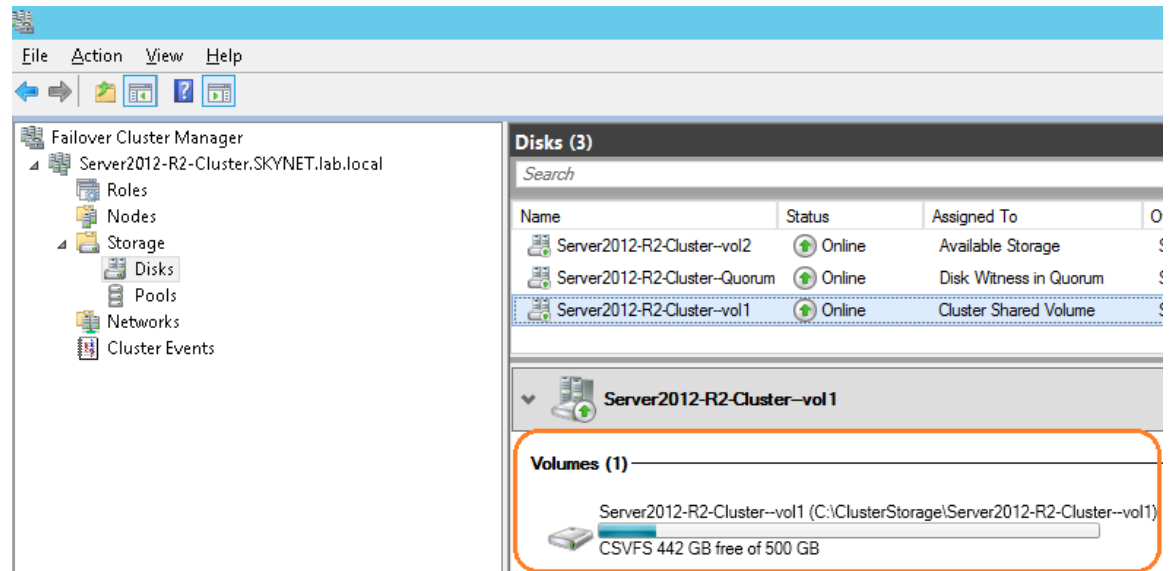 File Action View Help
Failover Cluster Manager
Server2012-R2-Cluster.SKYNET.lab.local
Roles
Nodes
Storage
Disks
Pools
Networks
Cluster Events
Disks (3)
Search
Name Status Assigned To O
Server2012-R2-Cluster--vol2 Online Available Storage S
Server2012-R2-Cluster--Quorum Online Disk Witness in Quorum S
Server2012-R2-Cluster--vol1 Online Cluster Shared Volume S
Server2012-R2-Cluster--vol1
Volumes (1)
Server2012-R2-Cluster--vol1 (C:\ClusterStorage\Server2012-R2-Cluster--vol1)
CSVFS 442 GB free of 500 GB